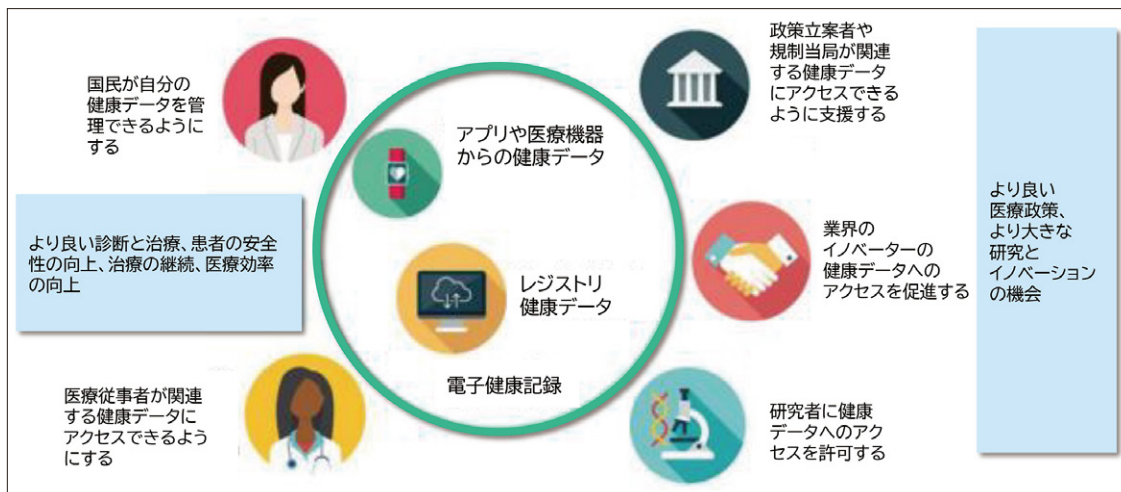 国民が自分の
健康データを管
理できるように
する
より良い診断と治療、患者の安全
性の向上、治療の継続、医療効率
の向上
医療従事者が関連
する健康データに
アクセスできるよう
にする
アプリや医療機器
からの健康データ
レジストリ
健康データ
電子健康記録
政策立案者や
規制当局が関連
する健康データ
にアクセスできる
ように支援する
業界の
イノベーターの
健康データへの
アクセスを促進する
研究者に健康
データへのアク
セスを許可する
より良い
医療政策、
より大きな
研究と
イノベーション
の機会